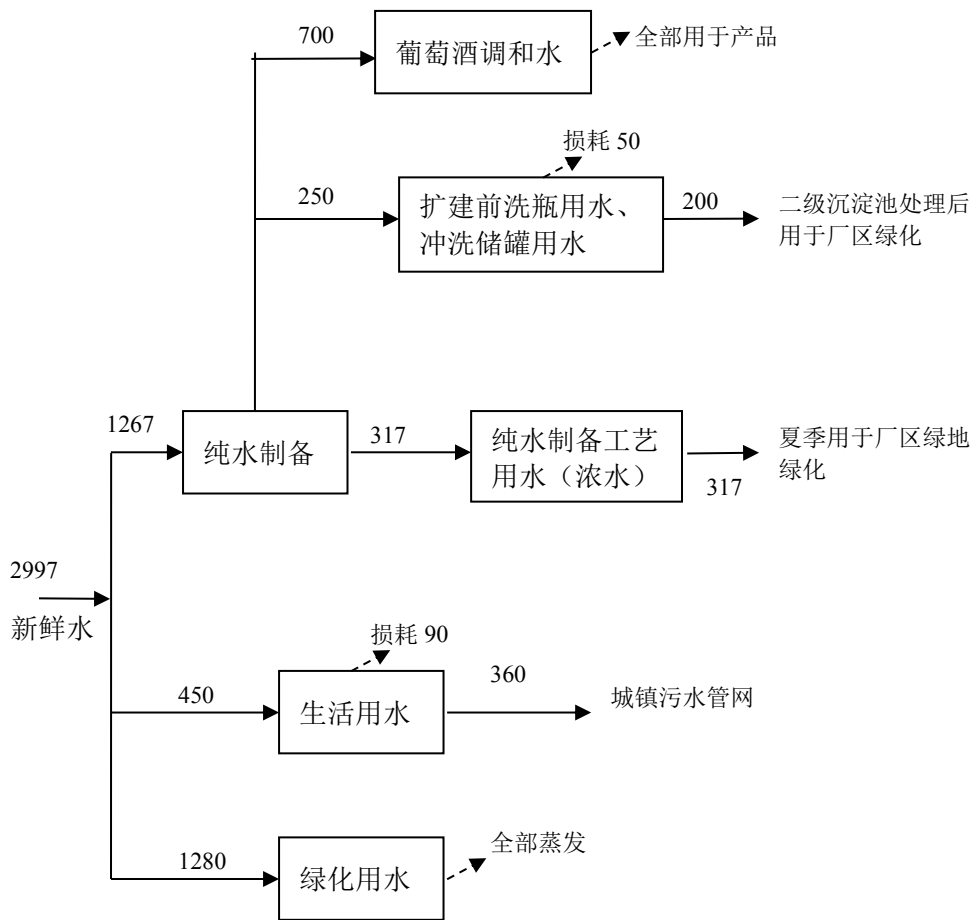 700
葡萄酒调和水
全部用于产品
损耗 50
250
扩建前洗瓶用水、
冲洗储罐用水
200
二级沉淀池处理后
用于厂区绿化
1267
纯水制备
317
纯水制备工艺
用水（浓水）
317
夏季用于厂区绿地
绿化
2997
新鲜水
损耗 90
450
生活用水
360
城镇污水管网
1280
绿化用水
全部蒸发